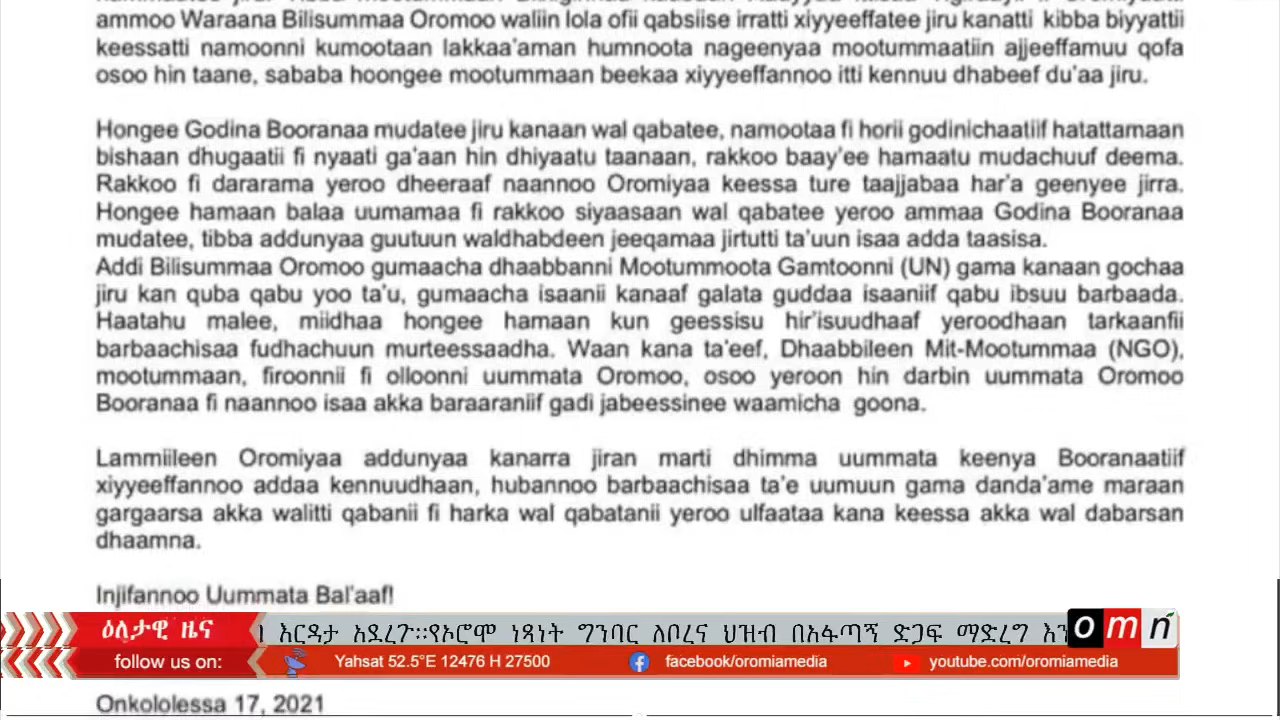 ammoo Waraana Bilisummaa Oromoo waliin lola ofii qabsiise irratti xiyyeeffatee jiru kanatti kibba biyyattii
keessatti namoonni kumootaan lakkaa'aman humnoota nageenyaa mootummaatiin ajjeeffamuu qofa
osoo hin taane, sababa hoongee mootummaan beekaa xiyyeeffannoo itti kennuu dhabeef du'aa jiru.
Hongee Godina Booranaa mudatee jiru kanaan wal qabatee, namootaa fi horii godinichaatiif hatattamaan
bishaan dhugaatii fi nyaati ga'aan hin dhiyaatu taanaan, rakkoo baay'ee hamaatu mudachuuf deema.
Rakkoo fi dararama yeroo dheeraaf naannoo Oromiyaa keessa ture taajjabaa har'a geenyee jirra.
Hongee hamaan balaa uumamaa fi rakkoo siyaasaan wal qabatee yeroo ammaa Godina Booranaa
mudatee, tibba addunyaa guutuun waldhabdeen jeeqamaa jirtutti ta'uun isaa adda taasisa.
Addi Bilisummaa Oromoo gumaacha dhaabbanni Mootummoota Gamtoonni (UN) gama kanaan gochaa
jiru kan quba qabu yoo ta'u, gumaacha isaanii kanaaf galata guddaa isaaniif qabu ibsuu barbaada.
Haatahu malee, miidhaa hongee hamaan kun geessisu hir'isuudhaaf yeroodhaan tarkaanfii
barbaachisaa fudhachuun murteessaadha. Waan kana ta'eef, Dhaabbileen Mit-Mootummaa (NGO),
mootummaan, firoonnii fi olloonni uummata Oromoo, osoo yeroon hin darbin uummata Oromoo
Booranaa fi naannoo isaa akka baraaraniif gadi jabeessinee waamicha goona.
Lammiileen Oromiyaa addunyaa kanarra jiran marti dhimma uummata keenya Booranaatiif
xiyyeeffannoo addaa kennuudhaan, hubannoo barbaachisaa ta'e uumuun gama danda'ame maraan
gargaarsa akka walitti qabanii fi harka wal qabatanii yeroo ulfaataa kana keessa akka wal dabarsan
dhaamna.
Injifannoo Uummata Bal'aaf!
ዕለታዊ ዜና
እርዳታ አደረጉ፡፡የኦሮሞ ነጻነት ግንባር ለቦረና ህዝብ በአፋጣኝ ድጋፍ ማድረግ እን
omn
follow us on:
Yahsat 52.5°E 12476 H 27500
facebook/oromiamedia
youtube.com/oromiamedia
Onkololessa 17, 2021